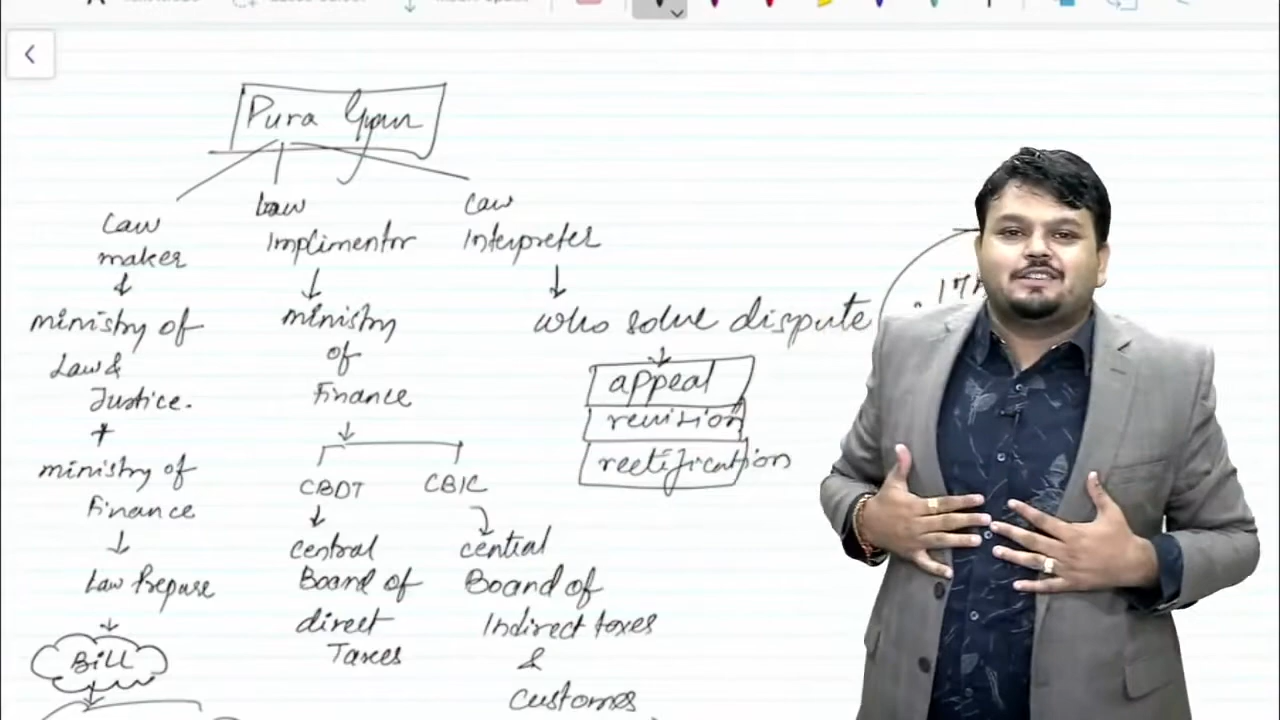 Pura Gyan
Law
maker
ministry of
Law &
Justice.
+
ministry of
Finance
Law Prepare
Bill
Law
Implimentor
ministry
of
Finance
CBDT
central
Board of
direct
Taxes
CBIC
central
Board of
Indirect taxes
&
Customs
Law
Interpreter
who solve dispute
appeal
revision
rectification